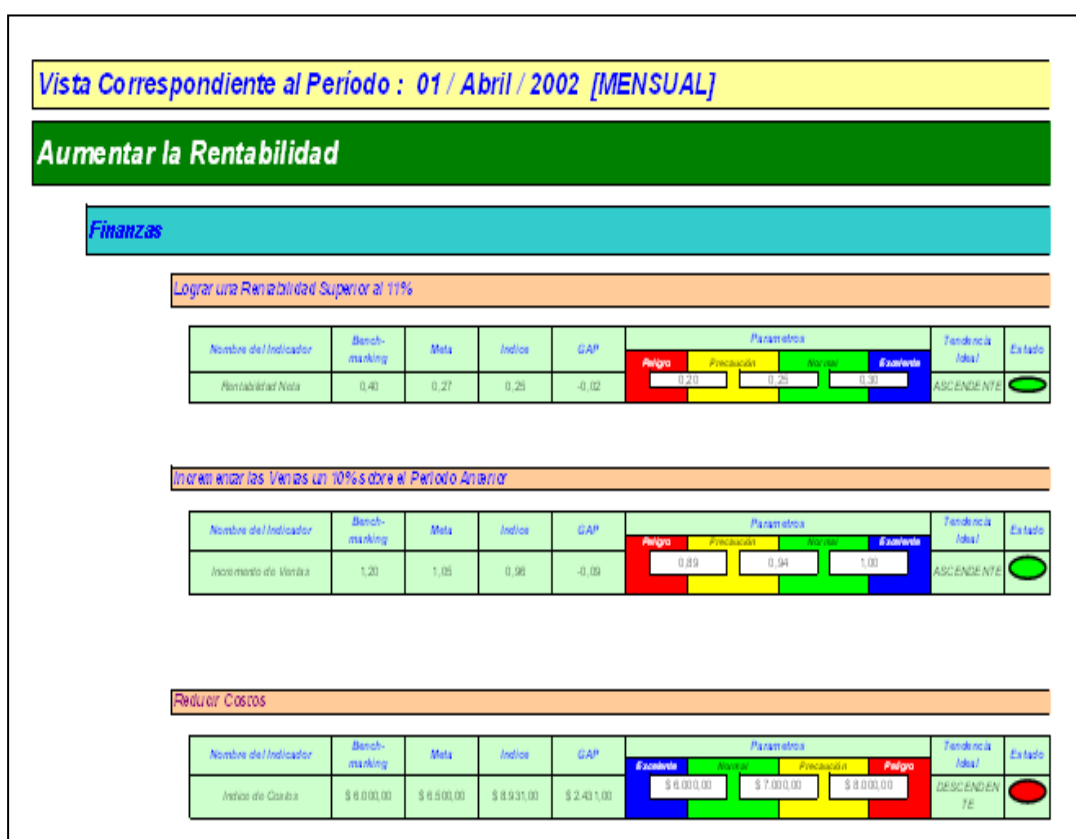 Vista Correspondiente al Período : 01 / Abril / 2002 [MENSUAL]
Aumentar la Rentabilidad
Finanzas
Lograr una Rentabilidad Superior al 11%
Nombre del Indicador Bench-marking Meta Indice GAP Parametros Tendencia Ideal Estado
Peligro Precaución Normal Excelente
Rentabilidad Neta 0,40 0,27 0,25 -0,02 0,20 0,25 0,30 ASCENDENTE
Incrementar las Ventas un 10% sobre el Periodo Anterior
Nombre del Indicador Bench-marking Meta Indice GAP Parametros Tendencia Ideal Estado
Peligro Precaución Normal Excelente
Incremento de Ventas 1,20 1,05 0,96 -0,09 0,89 0,94 1,00 ASCENDENTE
Reducir Costos
Nombre del Indicador Bench-marking Meta Indice GAP Parametros Tendencia Ideal Estado
Excelente Normal Precaución Peligro
Indice de Costos $ 6.000,00 $ 6.500,00 $ 8.931,00 $ 2.431,00 $ 6.000,00 $ 7.000,00 $ 8.000,00 DESCENDENTE